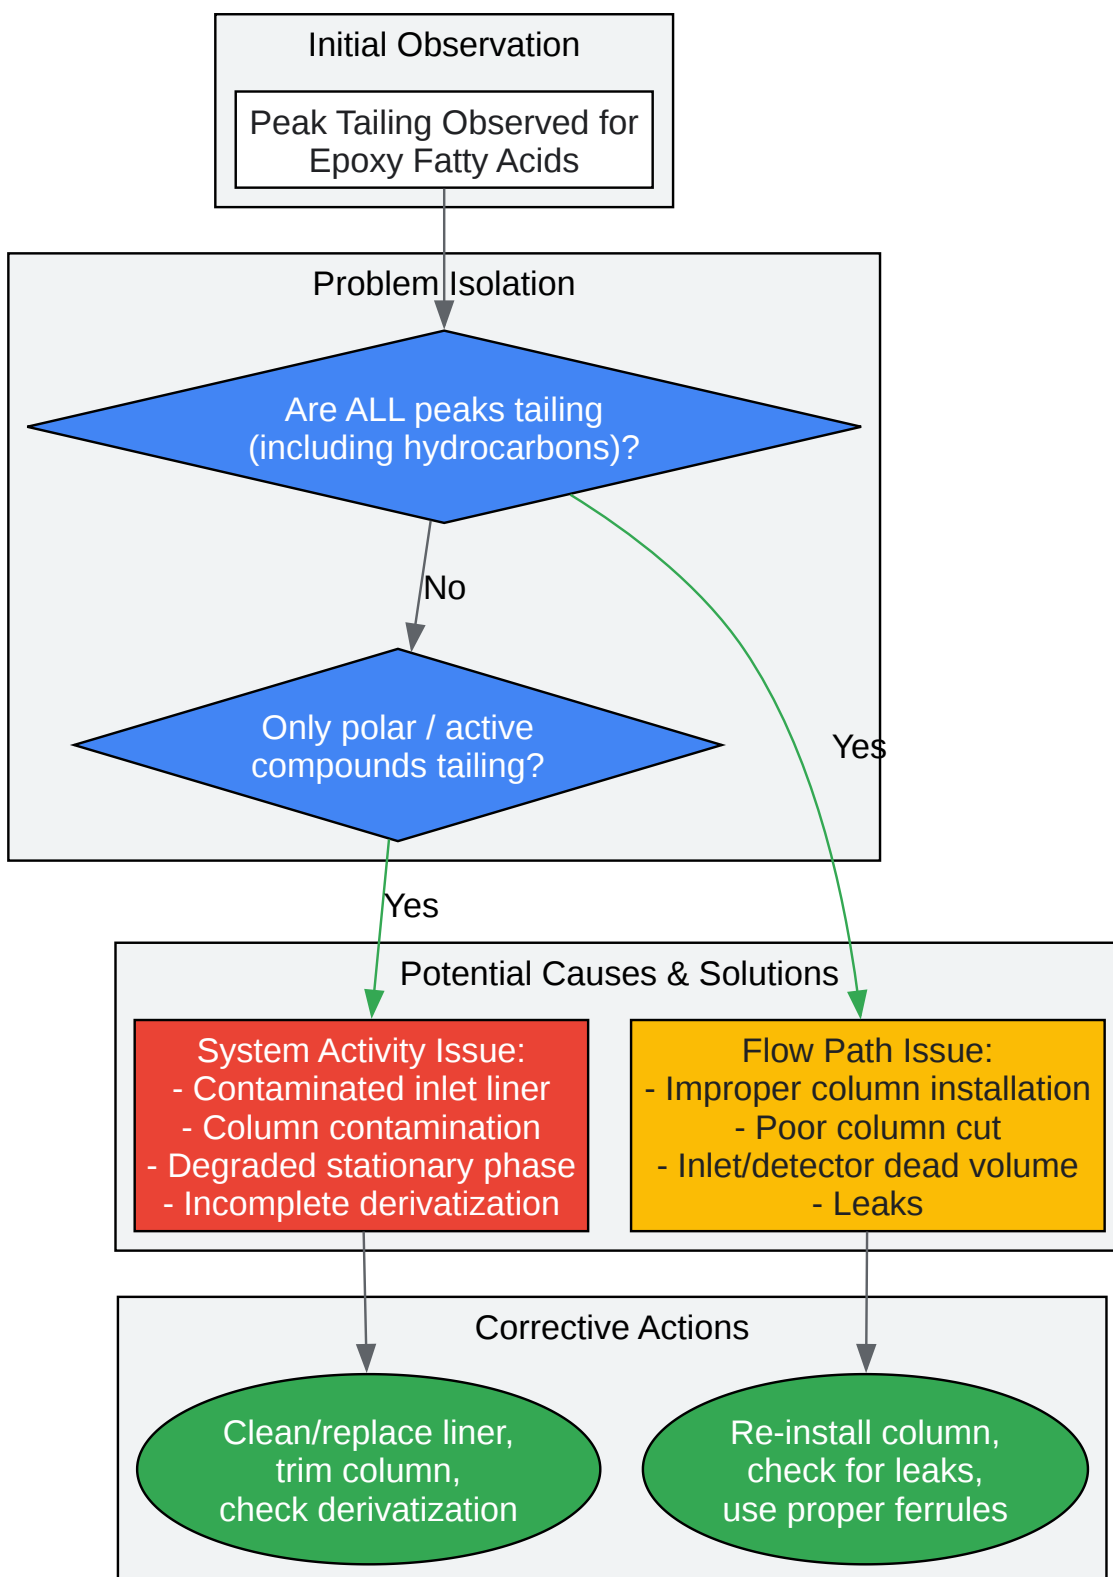 Initial Observation
Peak Tailing Observed for
Epoxy Fatty Acids
Problem Isolation
Are ALL peaks tailing
(including hydrocarbons)?
No
Only polar / active
compounds tailing?
Yes
Yes
Potential Causes & Solutions
System Activity Issue:
- Contaminated inlet liner
- Column contamination
- Degraded stationary phase
- Incomplete derivatization
Flow Path Issue:
- Improper column installation
- Poor column cut
- Inlet/detector dead volume
- Leaks
Corrective Actions
Clean/replace liner,
trim column,
check derivatization
Re-install column,
check for leaks,
use proper ferrules